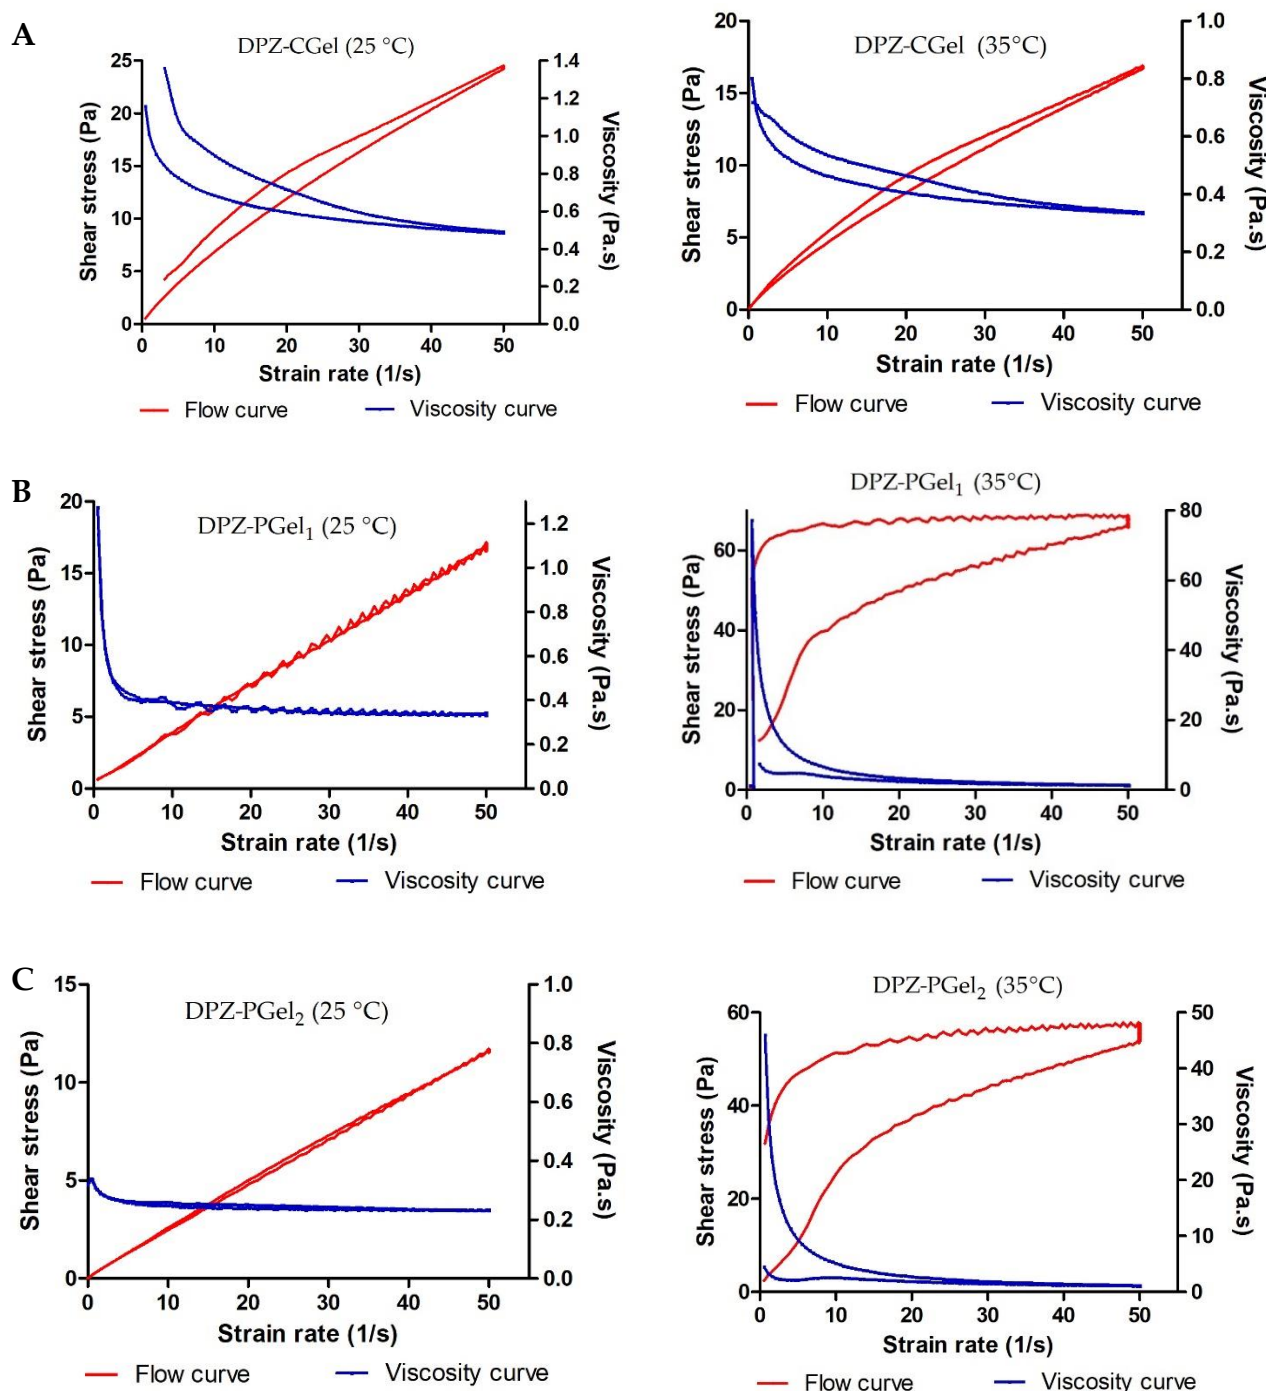 A
DPZ-CGel (25 °C)
25
20
15
10
5
0
Shear stress (Pa)
1.4
1.2
1.0
0.8
0.6
0.4
0.2
0.0
Viscosity (Pa.s)
0 10 20 30 40 50
Strain rate (1/s)
Flow curve Viscosity curve
DPZ-CGel (35°C)
20
15
10
5
0
Shear stress (Pa)
1.0
0.8
0.6
0.4
0.2
0.0
Viscosity (Pa.s)
0 10 20 30 40 50
Strain rate (1/s)
Flow curve Viscosity curve
B
DPZ-PGel₁ (25 °C)
20
15
10
5
0
Shear stress (Pa)
1.2
1.0
0.8
0.6
0.4
0.2
0.0
Viscosity (Pa.s)
0 10 20 30 40 50
Strain rate (1/s)
Flow curve Viscosity curve
DPZ-PGel₁ (35°C)
60
40
20
0
Shear stress (Pa)
80
60
40
20
0
Viscosity (Pa.s)
0 10 20 30 40 50
Strain rate (1/s)
Flow curve Viscosity curve
C
DPZ-PGel₂ (25 °C)
15
10
5
0
Shear stress (Pa)
1.0
0.8
0.6
0.4
0.2
0.0
Viscosity (Pa.s)
0 10 20 30 40 50
Strain rate (1/s)
Flow curve Viscosity curve
DPZ-PGel₂ (35°C)
60
40
20
0
Shear stress (Pa)
50
40
30
20
10
0
Viscosity (Pa.s)
0 10 20 30 40 50
Strain rate (1/s)
Flow curve Viscosity curve